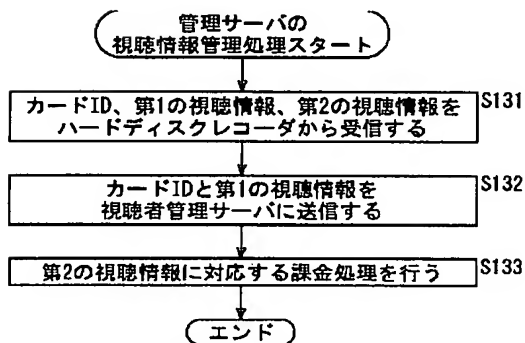 管理サーバの
視聴情報管理処理スタート
カードID、第1の視聴情報、第2の視聴情報を
ハードディスクレコーダから受信する
S131
カードIDと第1の視聴情報を
視聴者管理サーバに送信する
S132
第2の視聴情報に対応する課金処理を行う
S133
エンド